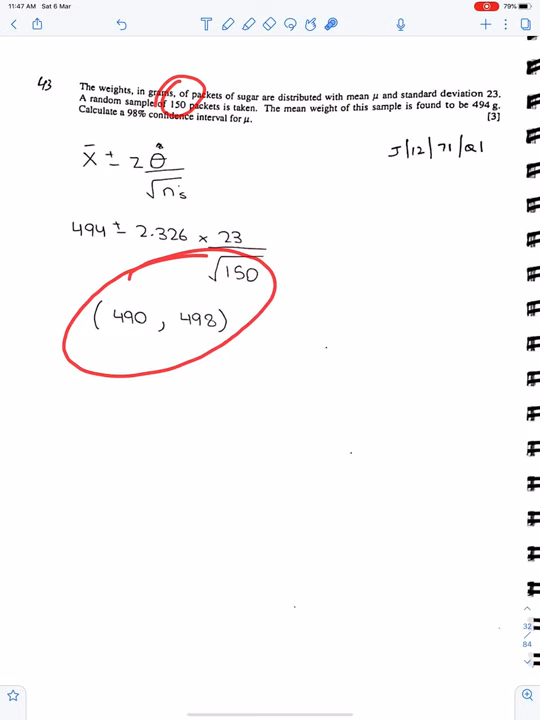 11:47 AM Sat 6 Mar
79%
43
The weights, in grams, of packets of sugar are distributed with mean μ and standard deviation 23.
A random sample of 150 packets is taken. The mean weight of this sample is found to be 494 g.
Calculate a 98% confidence interval for μ.
[3]
J/12/71/Q1
X̄ ± z θ̂
√n's
494 ± 2.326 × 23
√150
(490, 498)
32
/
84